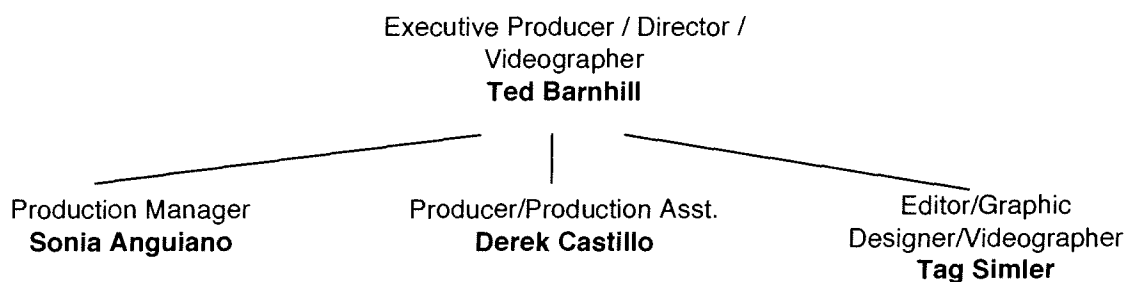 Executive Producer / Director /
Videographer
Ted Barnhill
Production Manager
Sonia Anguiano
Producer/Production Asst.
Derek Castillo
Editor/Graphic
Designer/Videographer
Tag Simler